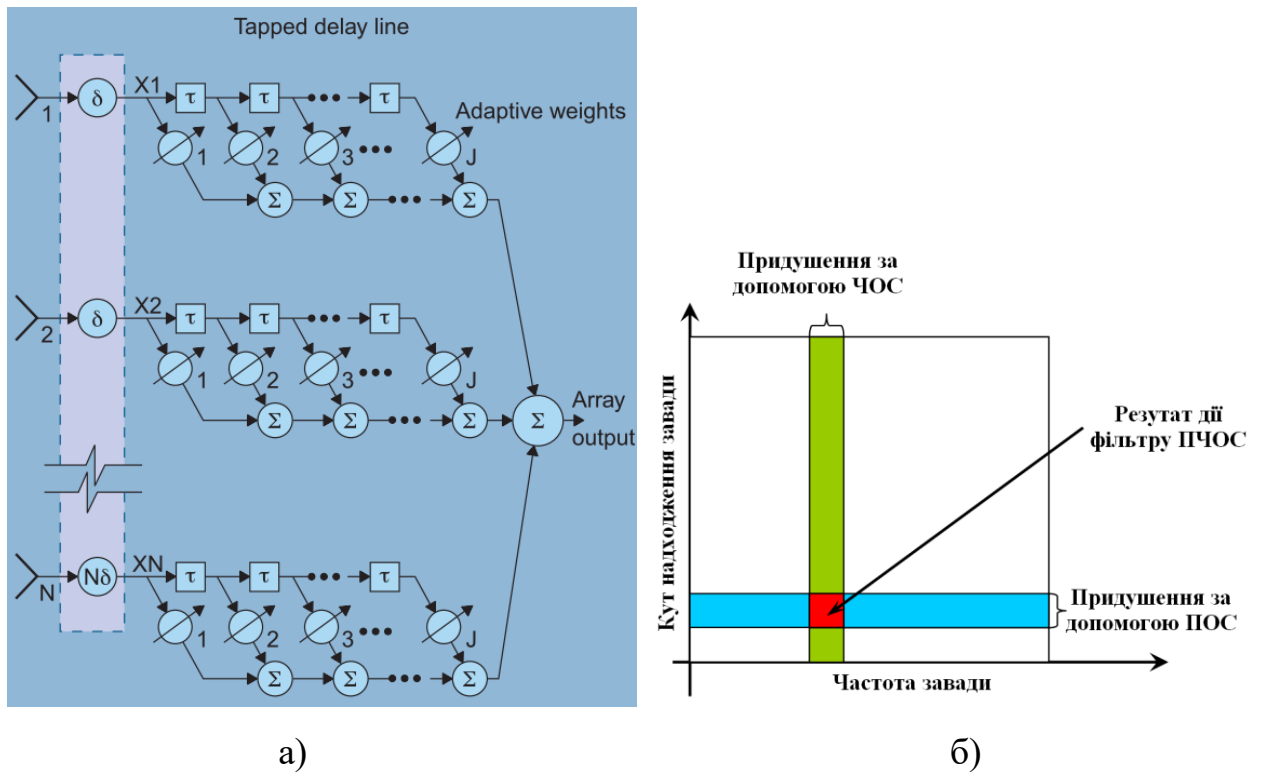 Tapped delay line
1
δ
X1
τ
τ
τ
Adaptive weights
1
2
3
J
Σ
Σ
Σ
2
δ
X2
τ
τ
τ
1
2
3
J
Σ
Σ
Σ
Σ
Array
output
N
Nδ
XN
τ
τ
τ
1
2
3
J
Σ
Σ
Σ
а)
Придушення за
допомогою ЧОС
Кут надходження завади
Резутат дії
фільтру ПЧОС
Придушення за
допомогою ПОС
Частота завади
б)